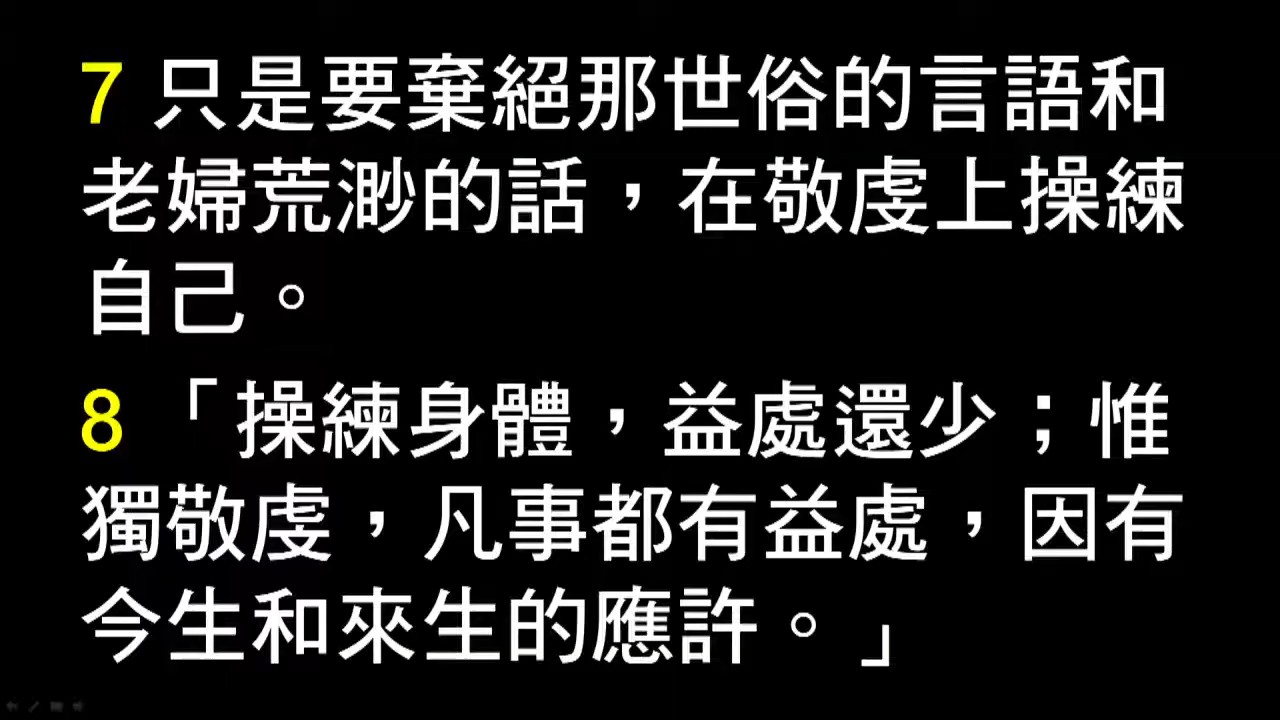 7 只是要棄絕那世俗的言語和
老婦荒渺的話，在敬虔上操練
自己。
8 「操練身體，益處還少；惟
獨敬虔，凡事都有益處，因有
今生和來生的應許。」